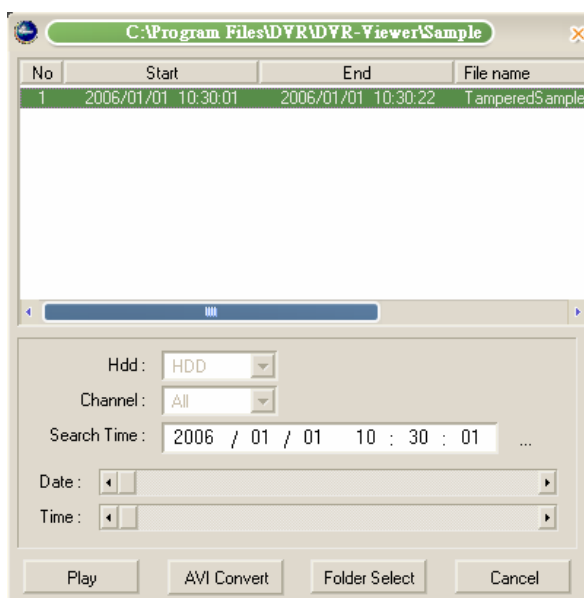 C:\Program Files\DVR\DVR-Viewer\Sample
No Start End File name
1 2006/01/01 10:30:01 2006/01/01 10:30:22 TamperedSample
Hdd : HDD
Channel : All
Search Time : 2006 / 01 / 01 10 : 30 : 01 ...
Date :
Time :
Play AVI Convert Folder Select Cancel